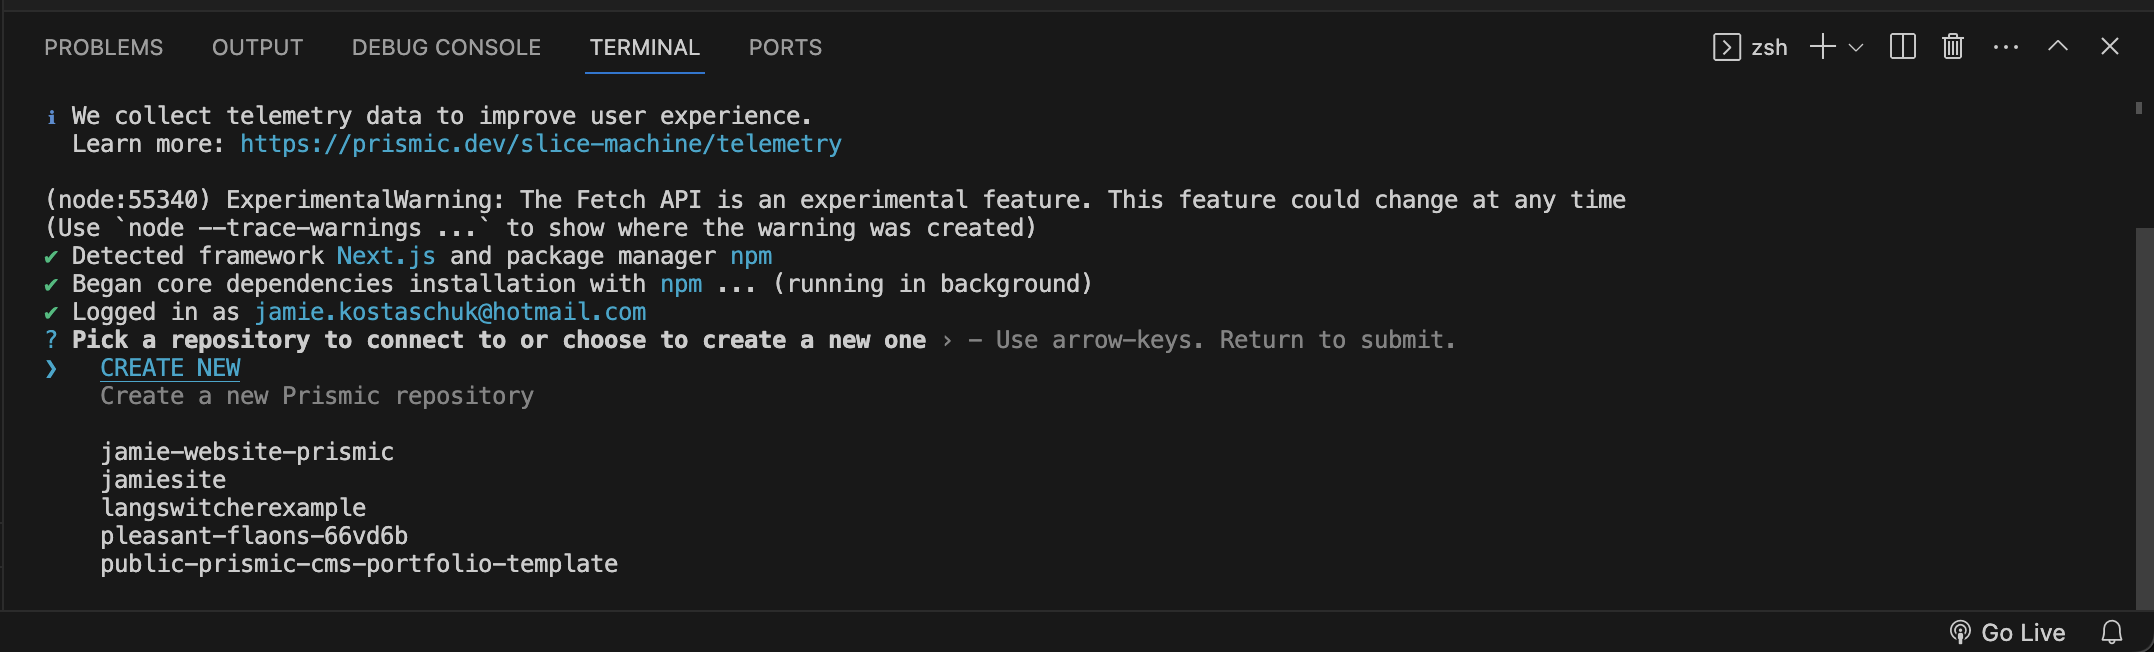 PROBLEMS OUTPUT DEBUG CONSOLE TERMINAL PORTS zsh
i We collect telemetry data to improve user experience.
Learn more: https://prismic.dev/slice-machine/telemetry
(node:55340) ExperimentalWarning: The Fetch API is an experimental feature. This feature could change at any time
(Use `node --trace-warnings ...` to show where the warning was created)
✔ Detected framework Next.js and package manager npm
✔ Began core dependencies installation with npm ... (running in background)
✔ Logged in as jamie.kostaschuk@hotmail.com
? Pick a repository to connect to or choose to create a new one › - Use arrow-keys. Return to submit.
❯ CREATE NEW
Create a new Prismic repository
jamie-website-prismic
jamiesite
langswitcherexample
pleasant-flaons-66vd6b
public-prismic-cms-portfolio-template
Go Live